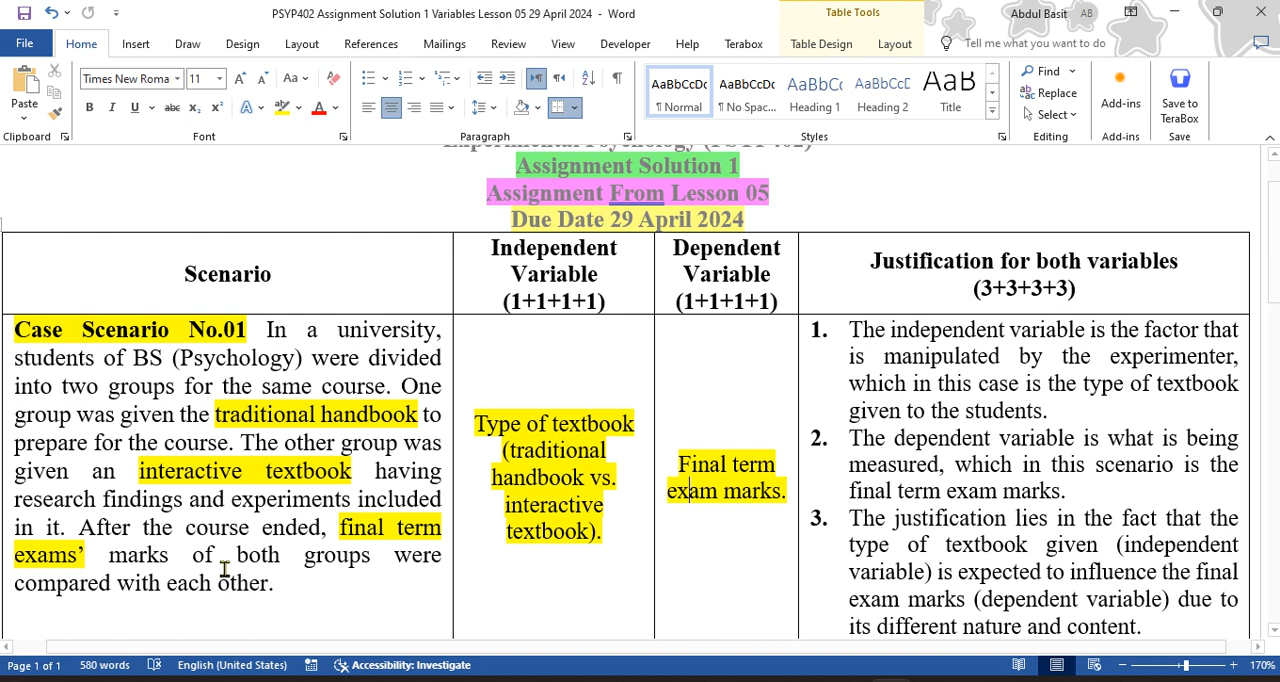 PSYP402 Assignment Solution 1 Variables Lesson 05 29 April 2024 - Word
Table Tools
Abdul Basit AB
File Home Insert Draw Design Layout References Mailings Review View Developer Help Terabox Table Design Layout Tell me what you want to do
Times New Roma 11 Aa
Paste
B I U abc x₂ x² A A
Clipboard Font Paragraph
AaBbCcDc AaBbCcDc AaBbCc AaBbCcE AaB
¶ Normal ¶ No Spac... Heading 1 Heading 2 Title
Styles
Find
Replace
Select
Editing
Add-ins
Add-ins
Save to
TeraBox
Save
Experimental Psychology (PSYP402)
Assignment Solution 1
Assignment From Lesson 05
Due Date 29 April 2024
Scenario
Independent
Variable
(1+1+1+1)
Dependent
Variable
(1+1+1+1)
Justification for both variables
(3+3+3+3)
Case Scenario No.01 In a university,
students of BS (Psychology) were divided
into two groups for the same course. One
group was given the traditional handbook to
prepare for the course. The other group was
given an interactive textbook having
research findings and experiments included
in it. After the course ended, final term
exams’ marks of both groups were
compared with each other.
Type of textbook
(traditional
handbook vs.
interactive
textbook).
Final term
exam marks.
1. The independent variable is the factor that
is manipulated by the experimenter,
which in this case is the type of textbook
given to the students.
2. The dependent variable is what is being
measured, which in this scenario is the
final term exam marks.
3. The justification lies in the fact that the
type of textbook given (independent
variable) is expected to influence the final
exam marks (dependent variable) due to
its different nature and content.
Page 1 of 1 580 words English (United States) Accessibility: Investigate 170%